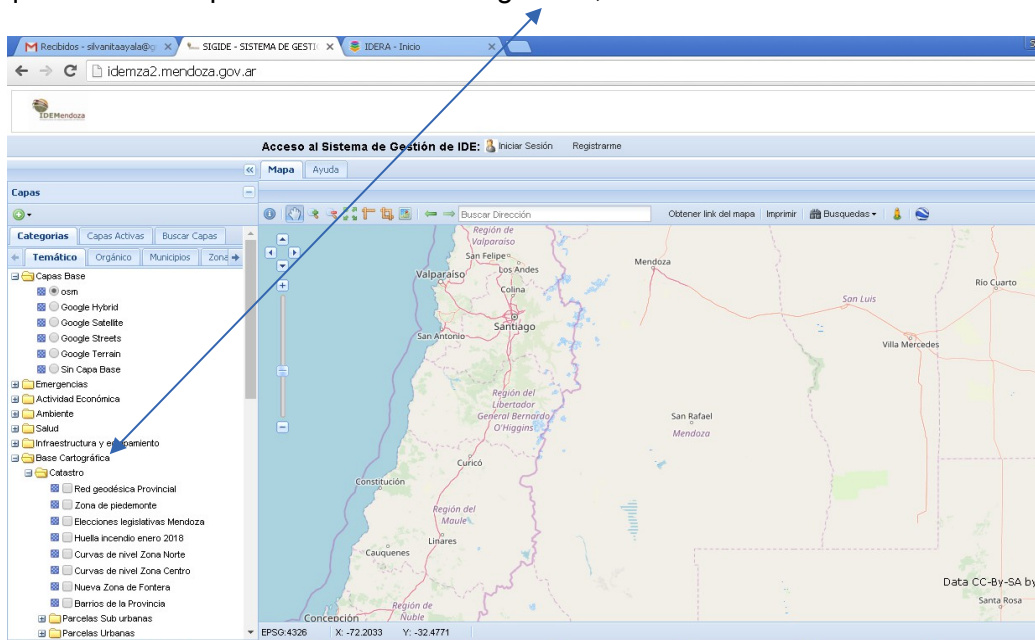 Recibidos - silvanitaayala@g
SIGIDE - SISTEMA DE GESTI
IDERA - Inicio
idemza2.mendoza.gov.ar
IDEMendoza
Acceso al Sistema de Gestión de IDE: Iniciar Sesión Registrarme
Mapa Ayuda
Capas
Buscar Dirección
Obtener link del mapa Imprimir Busquedas
Categorias Capas Activas Buscar Capas
Temático Orgánico Municipios Zona
Capas Base
osm
Google Hybrid
Google Satellite
Google Streets
Google Terrain
Sin Capa Base
Emergencias
Actividad Económica
Ambiente
Salud
Infraestructura y equipamiento
Base Cartográfica
Catastro
Red geodésica Provincial
Zona de piedemonte
Elecciones legislativas Mendoza
Huella incendio enero 2018
Curvas de nivel Zona Norte
Curvas de nivel Zona Centro
Nueva Zona de Fontera
Barrios de la Provincia
Parcelas Sub urbanas
Parcelas Urbanas
Región de
Valparaíso
San Felipe
Los Andes
Valparaíso
Colina
Mendoza
Río Cuarto
San Luis
Santiago
San Antonio
Villa Mercedes
Región del
Libertador
General Bernardo
O'Higgins
San Rafael
Mendoza
Curicó
Constitución
Región del
Maule
Linares
Cauquenes
Data CC-By-SA by
Santa Rosa
Región de
Ñuble
Concepción
EPSG:4326 X: -72.2033 Y: -32.4771